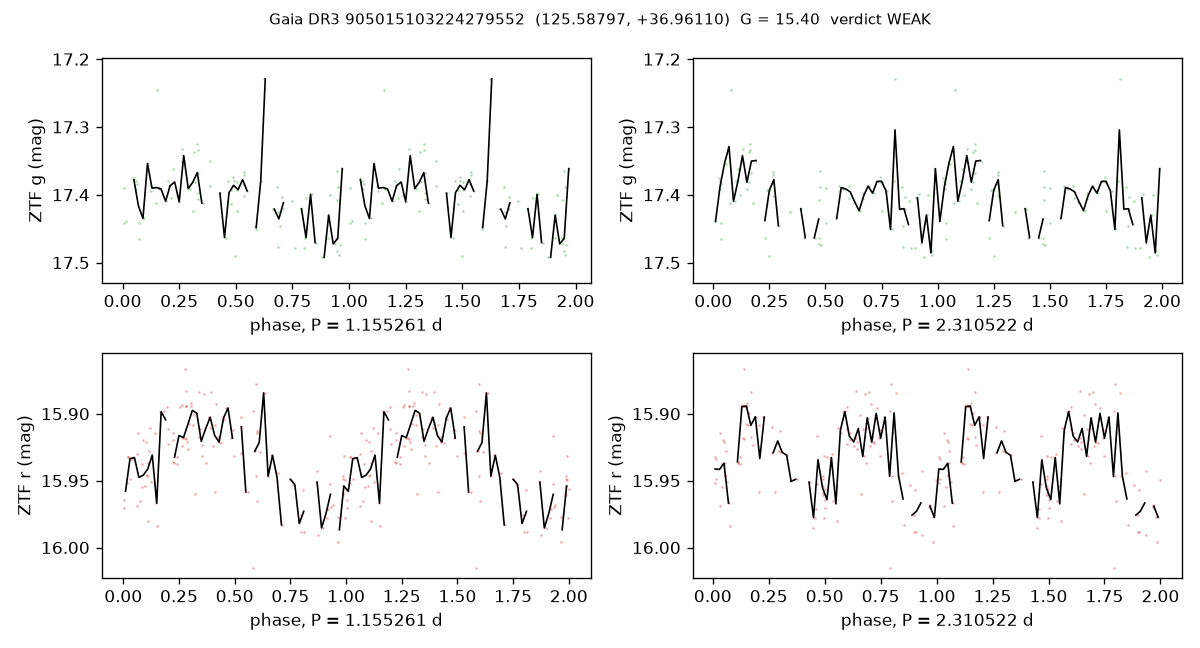 Gaia DR3 905015103224279552  (125.58797, +36.96110)  G = 15.40  verdict WEAK
17.2
17.3
17.4
17.5
ZTF g (mag)
0.00 0.25 0.50 0.75 1.00 1.25 1.50 1.75 2.00
phase, P = 1.155261 d
17.2
17.3
17.4
17.5
ZTF g (mag)
0.00 0.25 0.50 0.75 1.00 1.25 1.50 1.75 2.00
phase, P = 2.310522 d
15.90
15.95
16.00
ZTF r (mag)
0.00 0.25 0.50 0.75 1.00 1.25 1.50 1.75 2.00
phase, P = 1.155261 d
15.90
15.95
16.00
ZTF r (mag)
0.00 0.25 0.50 0.75 1.00 1.25 1.50 1.75 2.00
phase, P = 2.310522 d